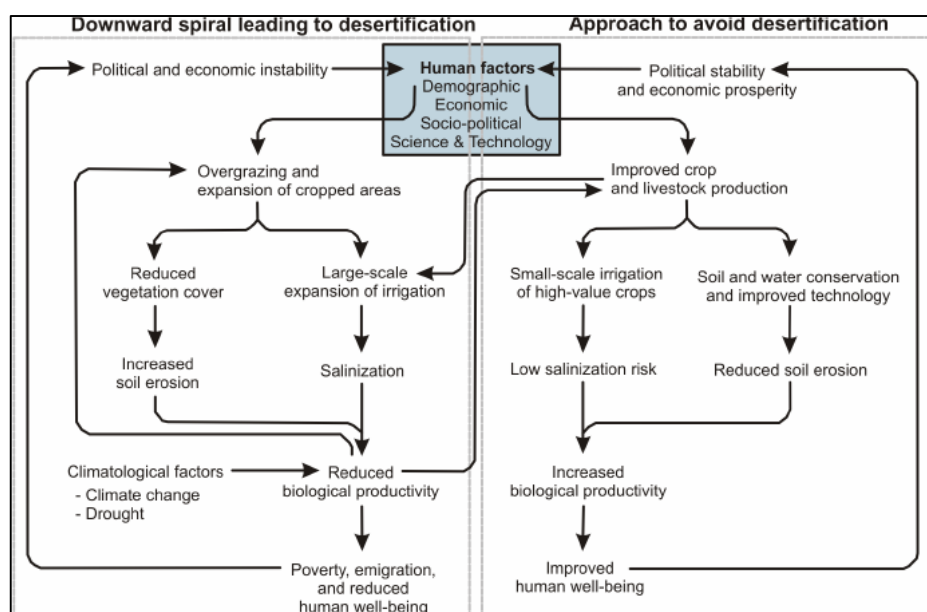 Downward spiral leading to desertification
Approach to avoid desertification
Political and economic instability
Human factors
Demographic
Economic
Socio-political
Science & Technology
Political stability
and economic prosperity
Overgrazing and
expansion of cropped areas
Improved crop
and livestock production
Reduced
vegetation cover
Large-scale
expansion of irrigation
Small-scale irrigation
of high-value crops
Soil and water conservation
and improved technology
Increased
soil erosion
Salinization
Low salinization risk
Reduced soil erosion
Climatological factors
- Climate change
- Drought
Reduced
biological productivity
Increased
biological productivity
Poverty, emigration,
and reduced
human well-being
Improved
human well-being